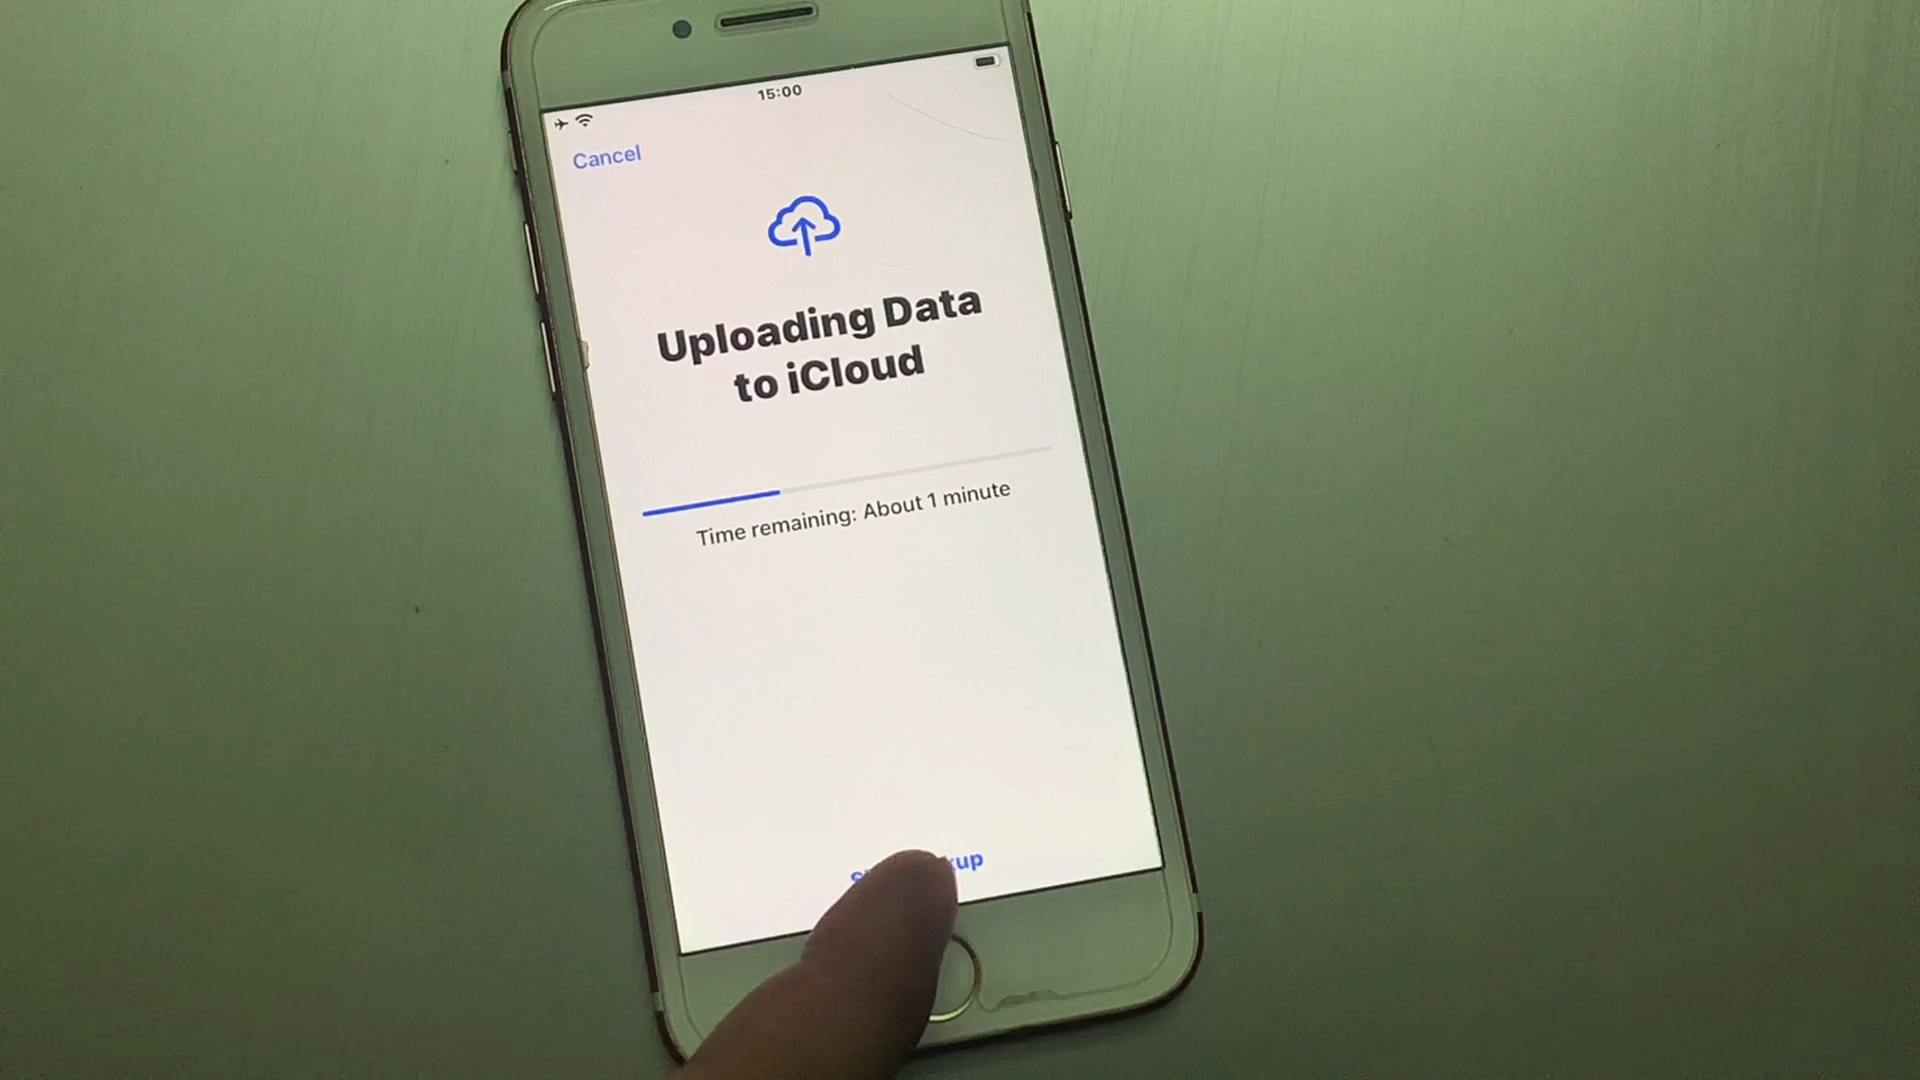 15:00
Cancel
Uploading Data
to iCloud
Time remaining: About 1 minute